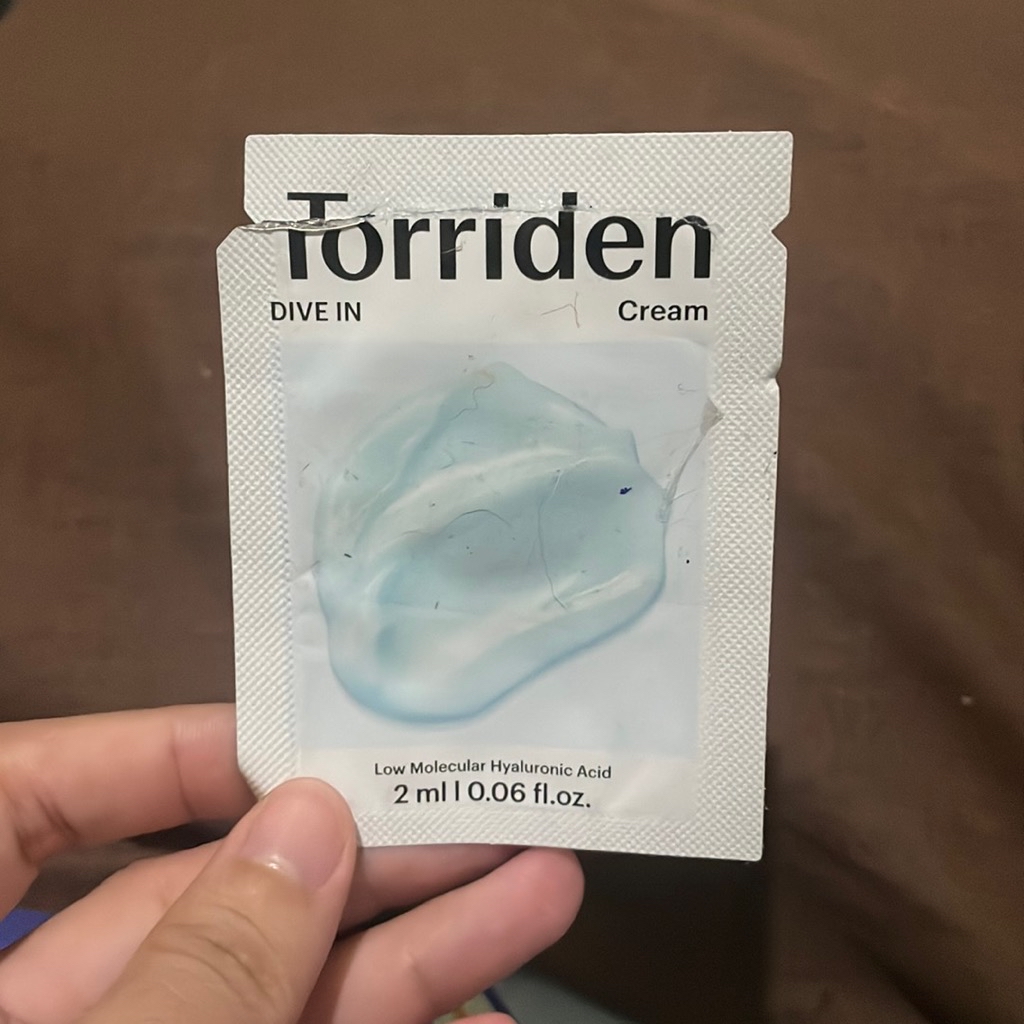 Torriden
DIVE IN Cream
Low Molecular Hyaluronic Acid
2 ml | 0.06 fl.oz.